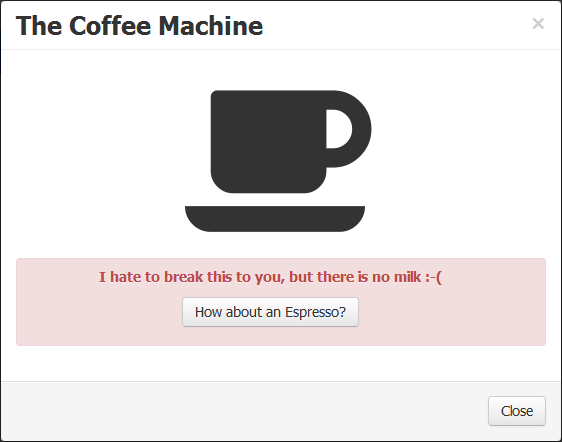 The Coffee Machine
×
I hate to break this to you, but there is no milk :-(
How about an Espresso?
Close